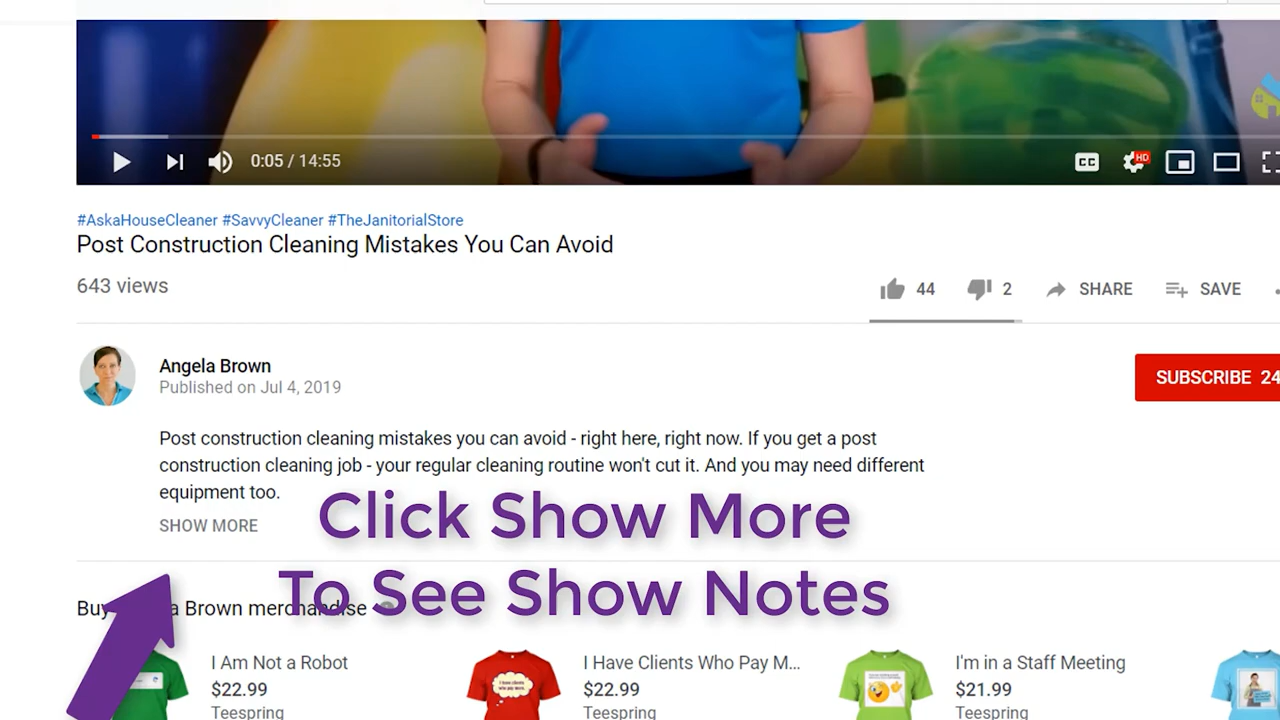 0:05 / 14:55
CC
HD
#AskaHouseCleaner #SavvyCleaner #TheJanitorialStore
Post Construction Cleaning Mistakes You Can Avoid
643 views
44
2
SHARE
SAVE
Angela Brown
Published on Jul 4, 2019
SUBSCRIBE 24
Post construction cleaning mistakes you can avoid - right here, right now. If you get a post
construction cleaning job - your regular cleaning routine won't cut it. And you may need different
equipment too.
SHOW MORE
Click Show More
To See Show Notes
Buy Brown merchandise
I Am Not a Robot
$22.99
Teespring
I Have Clients Who Pay M...
$22.99
Teespring
I'm in a Staff Meeting
$21.99
Teespring